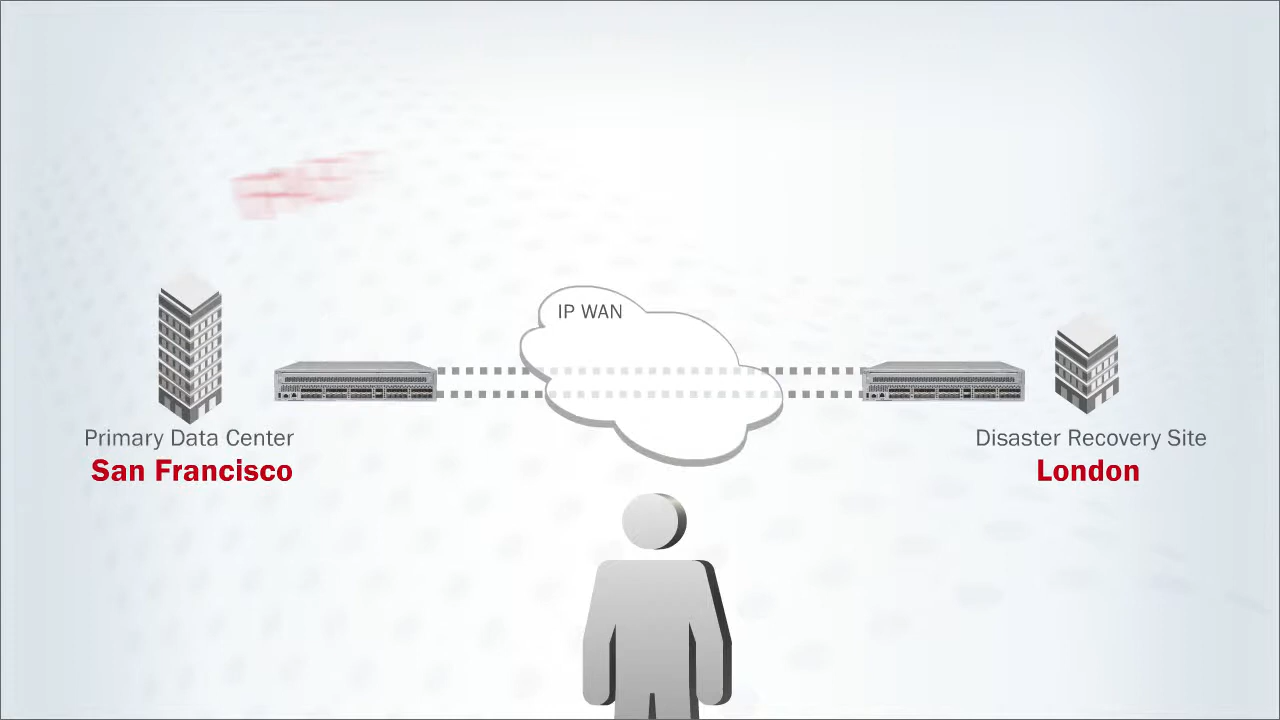 IP WAN
Primary Data Center
San Francisco
Disaster Recovery Site
London